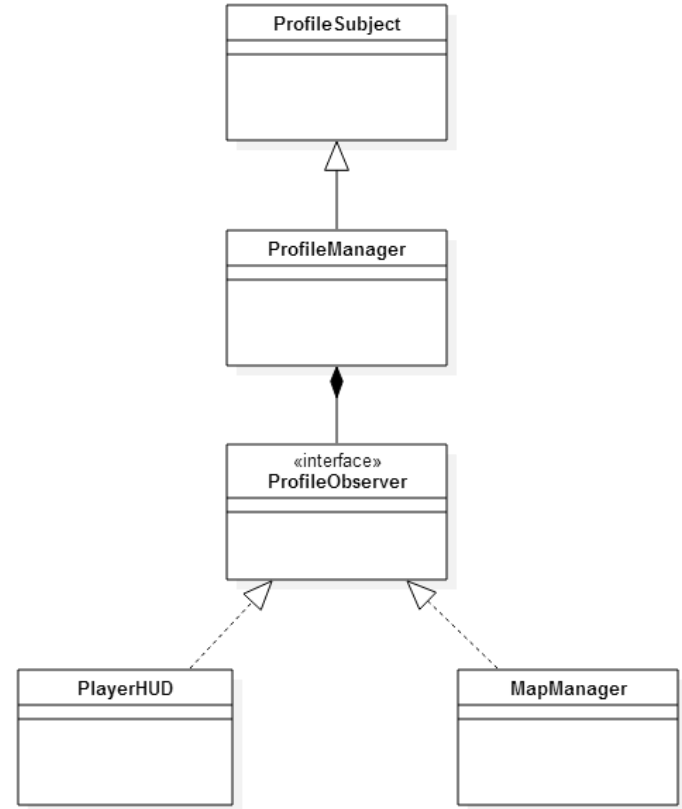 ProfileSubject
ProfileManager
«interface»
ProfileObserver
PlayerHUD
MapManager